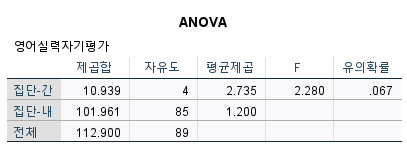 ANOVA
영어실력자기평가
제곱합 자유도 평균제곱 F 유의확률
집단-간 10.939 4 2.735 2.280 .067
집단-내 101.961 85 1.200
전체 112.900 89